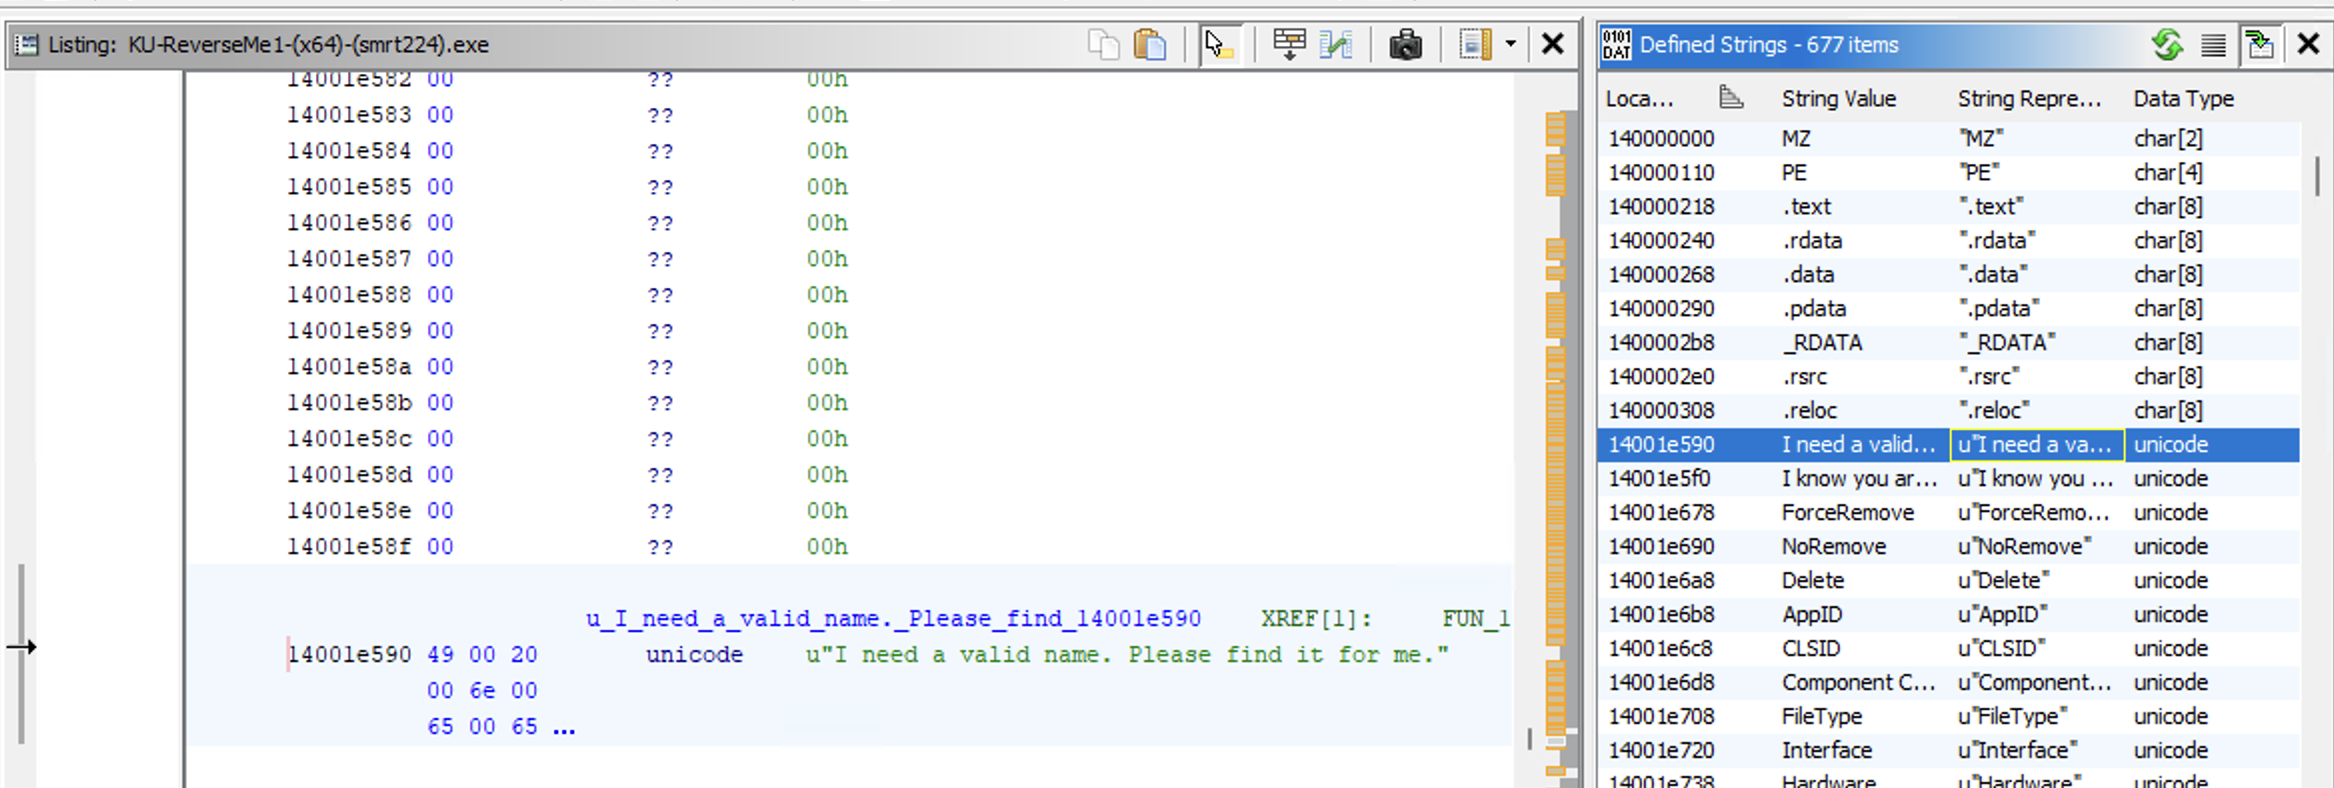 Listing: KU-ReverseMe1-(x64)-(smrt224).exe
14001e582 00 ?? 00h
14001e583 00 ?? 00h
14001e584 00 ?? 00h
14001e585 00 ?? 00h
14001e586 00 ?? 00h
14001e587 00 ?? 00h
14001e588 00 ?? 00h
14001e589 00 ?? 00h
14001e58a 00 ?? 00h
14001e58b 00 ?? 00h
14001e58c 00 ?? 00h
14001e58d 00 ?? 00h
14001e58e 00 ?? 00h
14001e58f 00 ?? 00h
u_I_need_a_valid_name._Please_find_14001e590 XREF[1]: FUN_1
14001e590 49 00 20 unicode u"I need a valid name. Please find it for me."
00 6e 00
65 00 65 ...
0101 DAT Defined Strings - 677 items
Loca... String Value String Repre... Data Type
140000000 MZ "MZ" char[2]
140000110 PE "PE" char[4]
140000218 .text ".text" char[8]
140000240 .rdata ".rdata" char[8]
140000268 .data ".data" char[8]
140000290 .pdata ".pdata" char[8]
1400002b8 _RDATA "_RDATA" char[8]
1400002e0 .rsrc ".rsrc" char[8]
140000308 .reloc ".reloc" char[8]
14001e590 I need a valid... u"I need a va... unicode
14001e5f0 I know you ar... u"I know you ... unicode
14001e678 ForceRemove u"ForceRemo... unicode
14001e690 NoRemove u"NoRemove" unicode
14001e6a8 Delete u"Delete" unicode
14001e6b8 AppID u"AppID" unicode
14001e6c8 CLSID u"CLSID" unicode
14001e6d8 Component C... u"Component... unicode
14001e708 FileType u"FileType" unicode
14001e720 Interface u"Interface" unicode
14001e738 Hardware u"Hardware" unicode